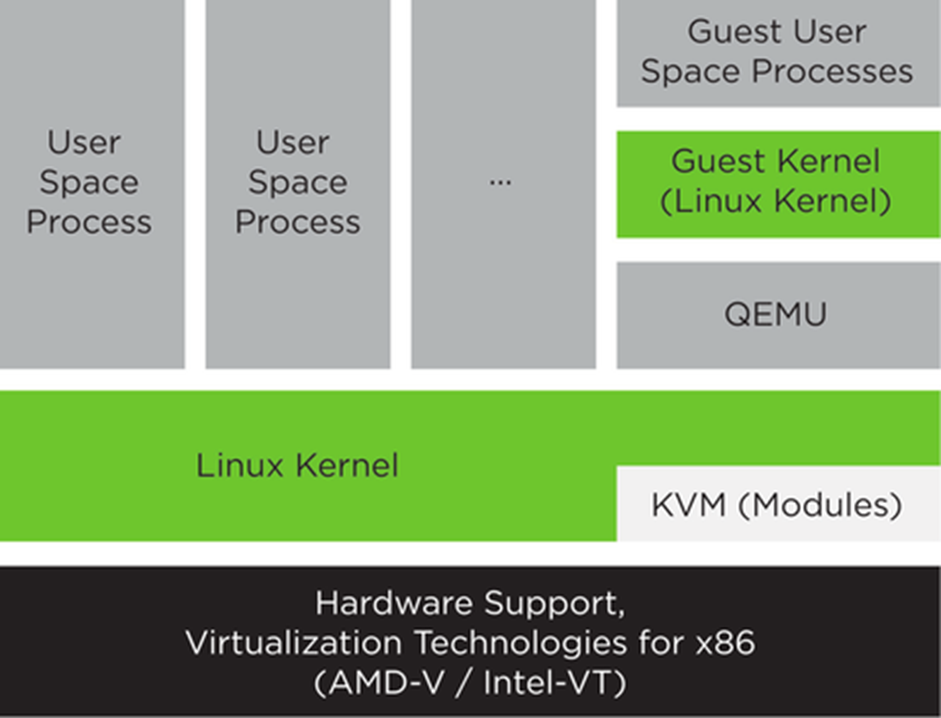 User
Space
Process
User
Space
Process
...
Guest User
Space Processes
Guest Kernel
(Linux Kernel)
QEMU
Linux Kernel
KVM (Modules)
Hardware Support,
Virtualization Technologies for x86
(AMD-V / Intel-VT)